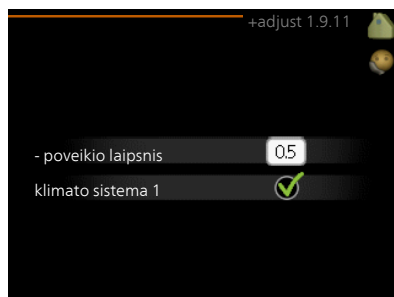 +adjust 1.9.11
- poveikio laipsnis 0.5
klimato sistema 1